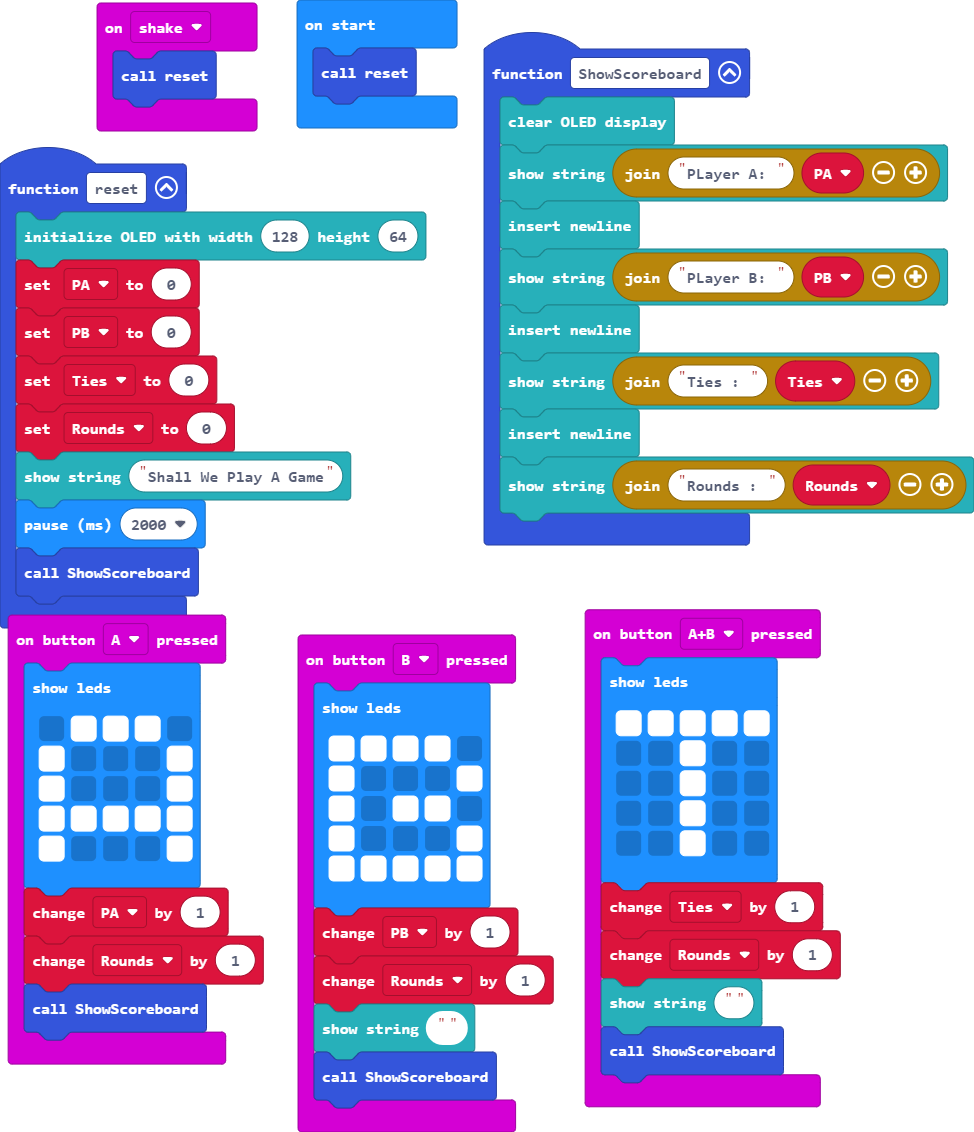 on shake
call reset
on start
call reset
function ShowScoreboard
clear OLED display
show string join "PLayer A: " PA
insert newline
show string join "Player B: " PB
insert newline
show string join "Ties : " Ties
insert newline
show string join "Rounds : " Rounds
function reset
initialize OLED with width 128 height 64
set PA to 0
set PB to 0
set Ties to 0
set Rounds to 0
show string "Shall We Play A Game"
pause (ms) 2000
call ShowScoreboard
on button A pressed
show leds
change PA by 1
change Rounds by 1
call ShowScoreboard
on button B pressed
show leds
change PB by 1
change Rounds by 1
show string " "
call ShowScoreboard
on button A+B pressed
show leds
change Ties by 1
change Rounds by 1
show string " "
call ShowScoreboard